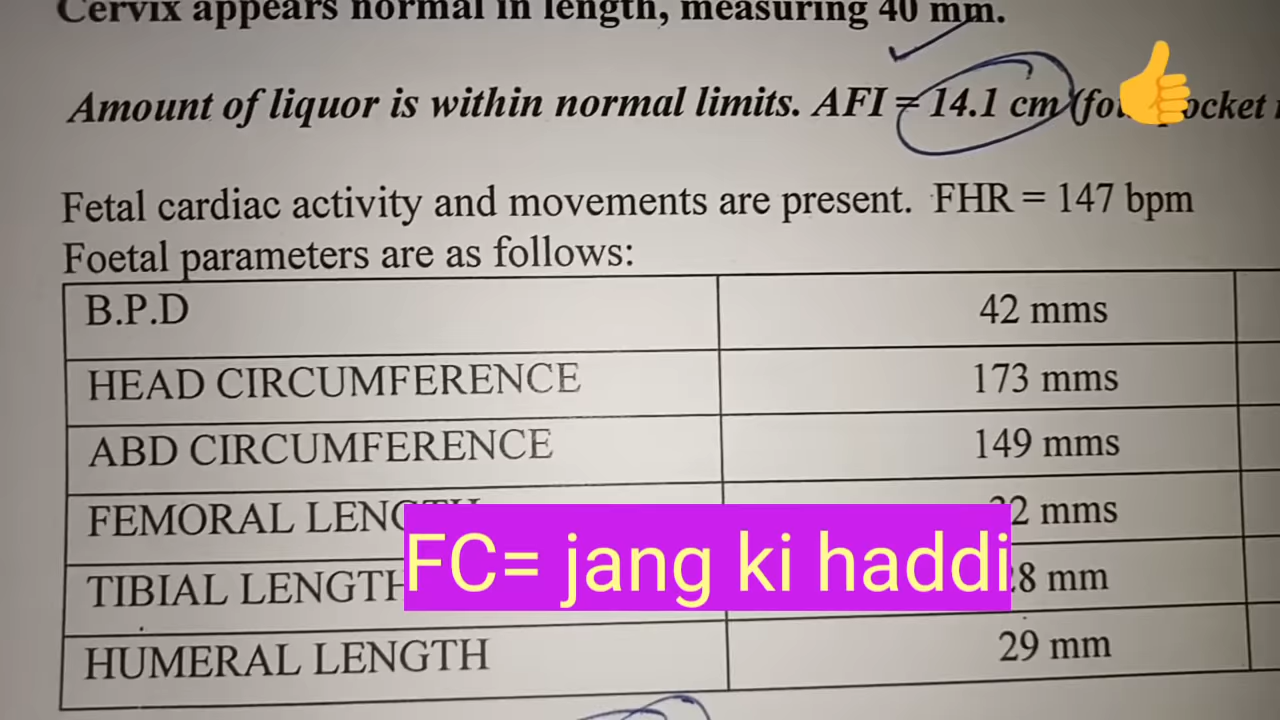 Cervix appears normal in length, measuring 40 mm.
Amount of liquor is within normal limits. AFI = 14.1 cm
Fetal cardiac activity and movements are present. FHR = 147 bpm
Foetal parameters are as follows:
B.P.D 42 mms
HEAD CIRCUMFERENCE 173 mms
ABD CIRCUMFERENCE 149 mms
FEMORAL mms
FC= jang ki haddi
TIBIAL LENGTH mm
HUMERAL LENGTH 29 mm